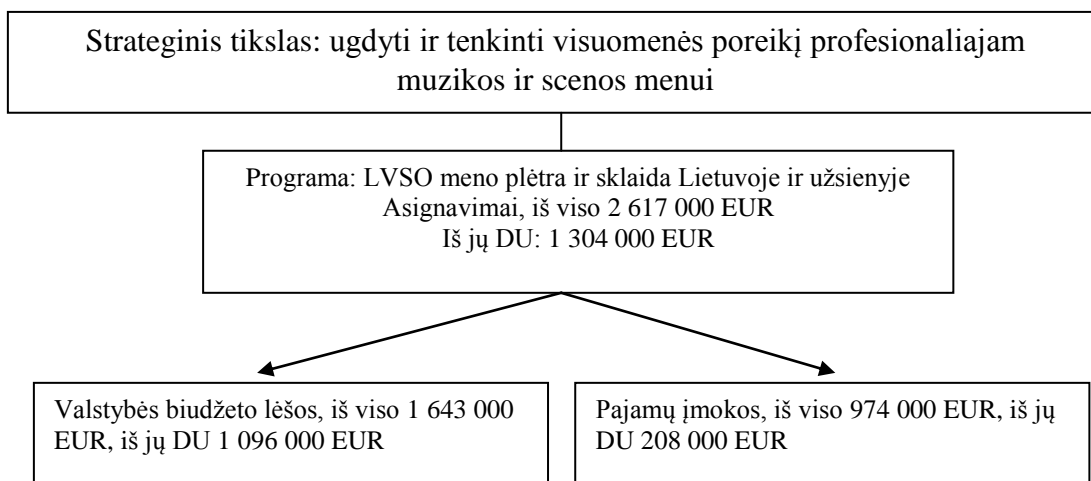 Strateginis tikslas: ugdyti ir tenkinti visuomenės poreikį profesionaliajam
muzikos ir scenos menui
Programa: LVSO meno plėtra ir sklaida Lietuvoje ir užsienyje
Asignavimai, iš viso 2 617 000 EUR
Iš jų DU: 1 304 000 EUR
Valstybės biudžeto lėšos, iš viso 1 643 000
EUR, iš jų DU 1 096 000 EUR
Pajamų įmokos, iš viso 974 000 EUR, iš jų
DU 208 000 EUR